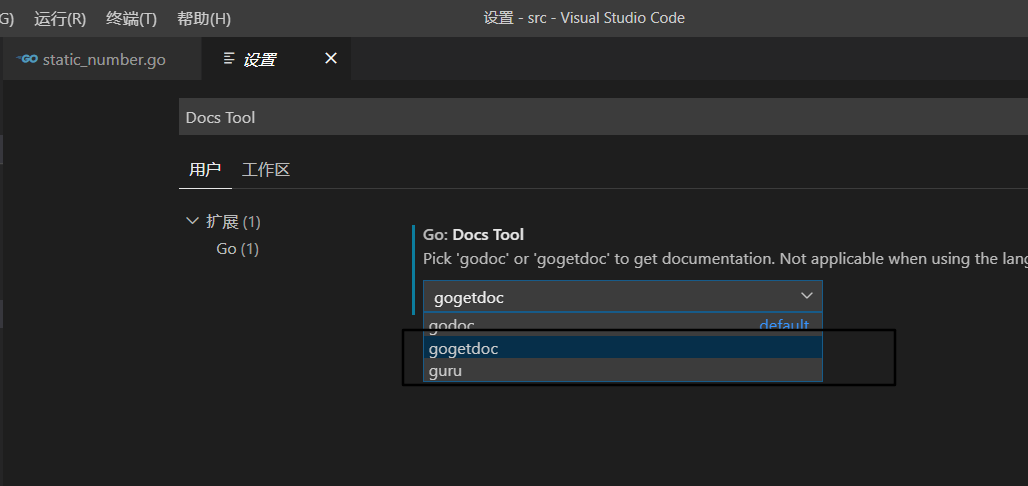 G) 运行(R) 终端(T) 帮助(H) 设置 - src - Visual Studio Code
GO static_number.go 设置
Docs Tool
用户 工作区
扩展 (1)
Go (1)
Go: Docs Tool
Pick 'godoc' or 'gogetdoc' to get documentation. Not applicable when using the lang
gogetdoc
godoc default
gogetdoc
guru